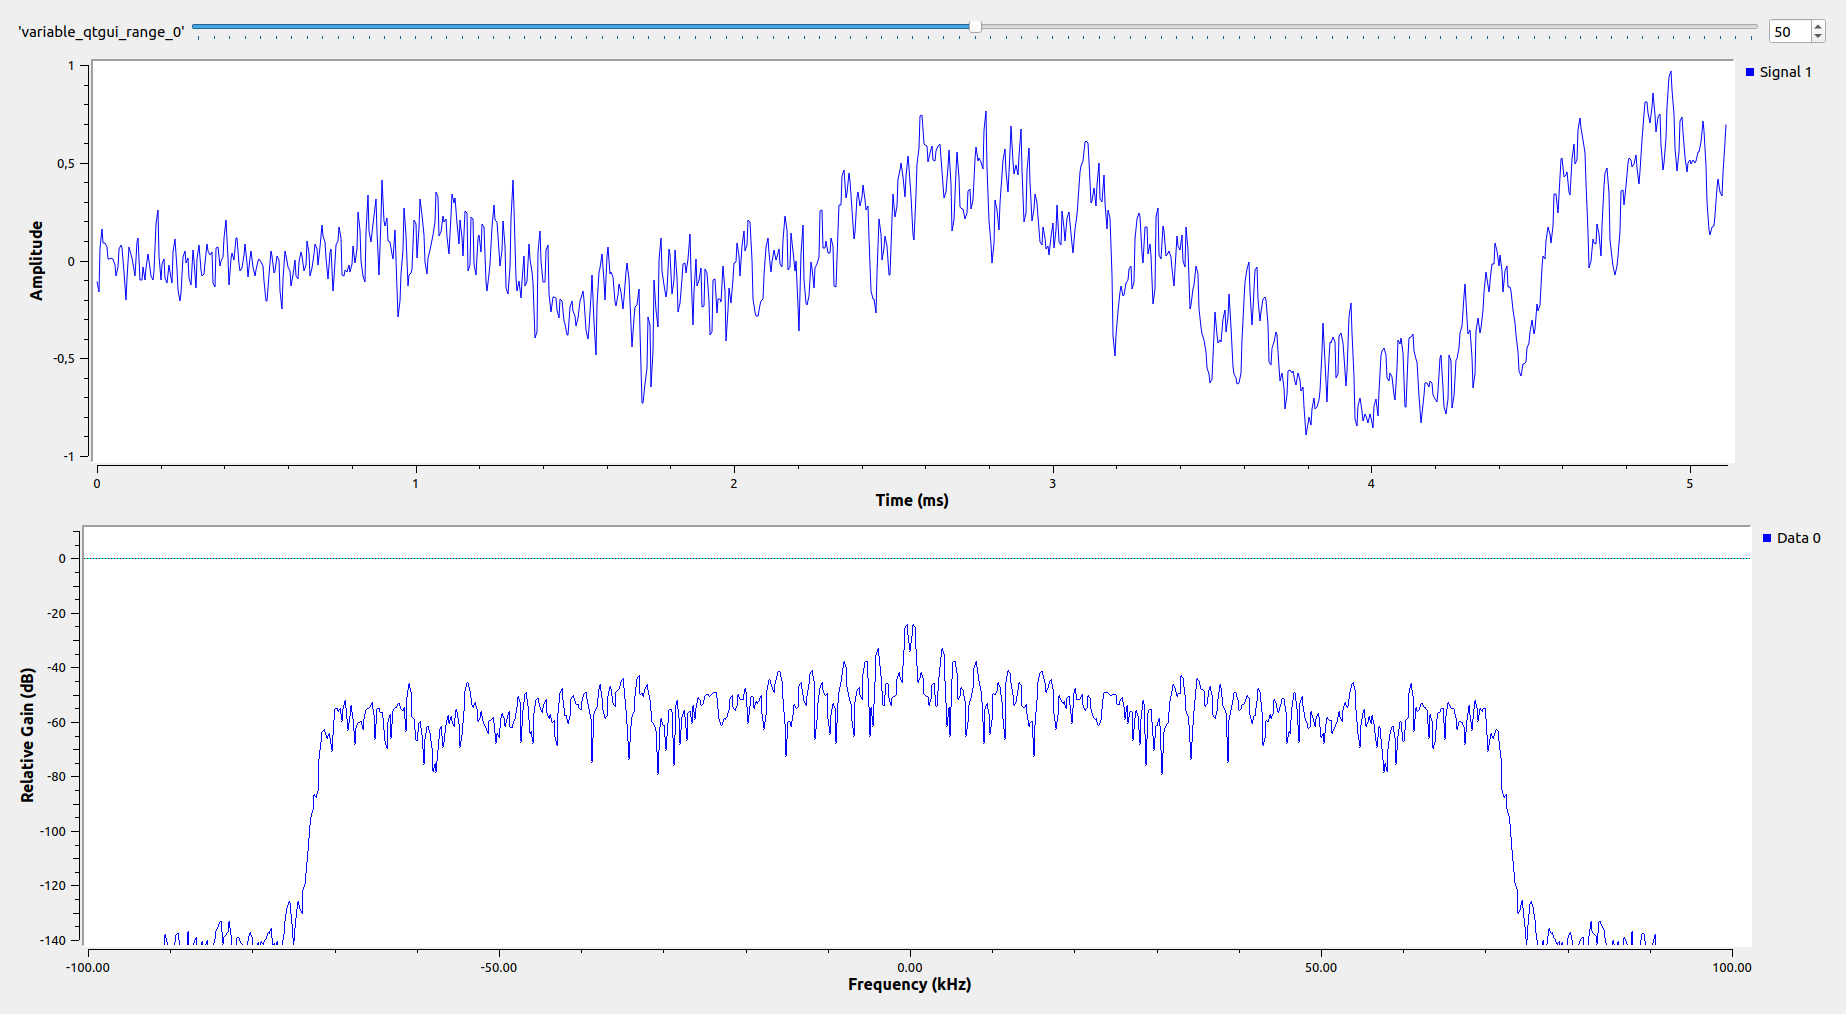 'variable_qtgui_range_0'
50
1
0,5
0
-0,5
-1
Amplitude
Signal 1
0 1 2 3 4 5
Time (ms)
0
-20
-40
-60
-80
-100
-120
-140
Relative Gain (dB)
Data 0
-100.00 -50.00 0.00 50.00 100.00
Frequency (kHz)